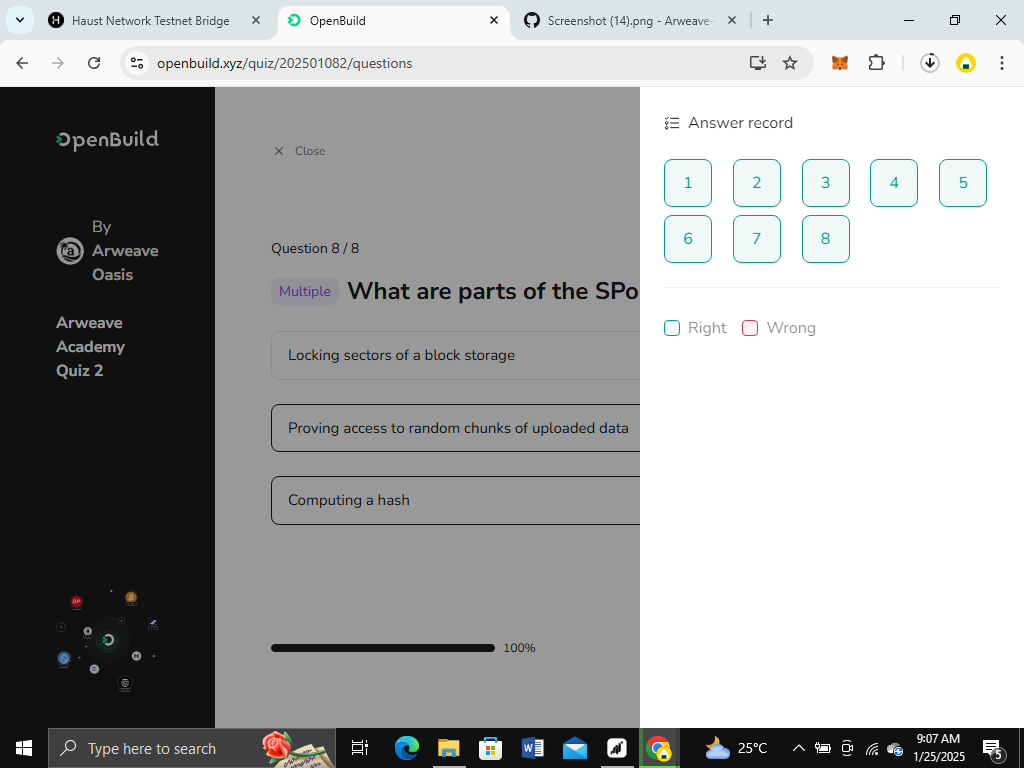 Haust Network Testnet Bridge
OpenBuild
Screenshot (14).png - Arweave-
openbuild.xyz/quiz/202501082/questions
OpenBuild
By
Arweave
Oasis
Arweave
Academy
Quiz 2
Close
Question 8 / 8
Multiple What are parts of the SPo
Locking sectors of a block storage
Proving access to random chunks of uploaded data
Computing a hash
100%
Answer record
1 2 3 4 5
6 7 8
Right Wrong
Type here to search
25°C
9:07 AM
1/25/2025
5